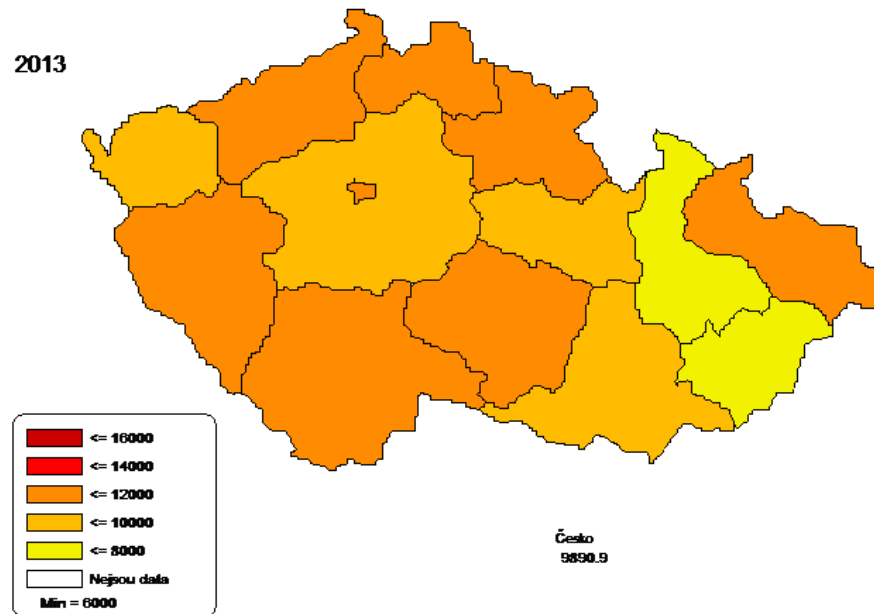 2013
<= 16000
<= 14000
<= 12000
<= 10000
<= 8000
Nejsou data
Min = 6000
Česko
9890.9